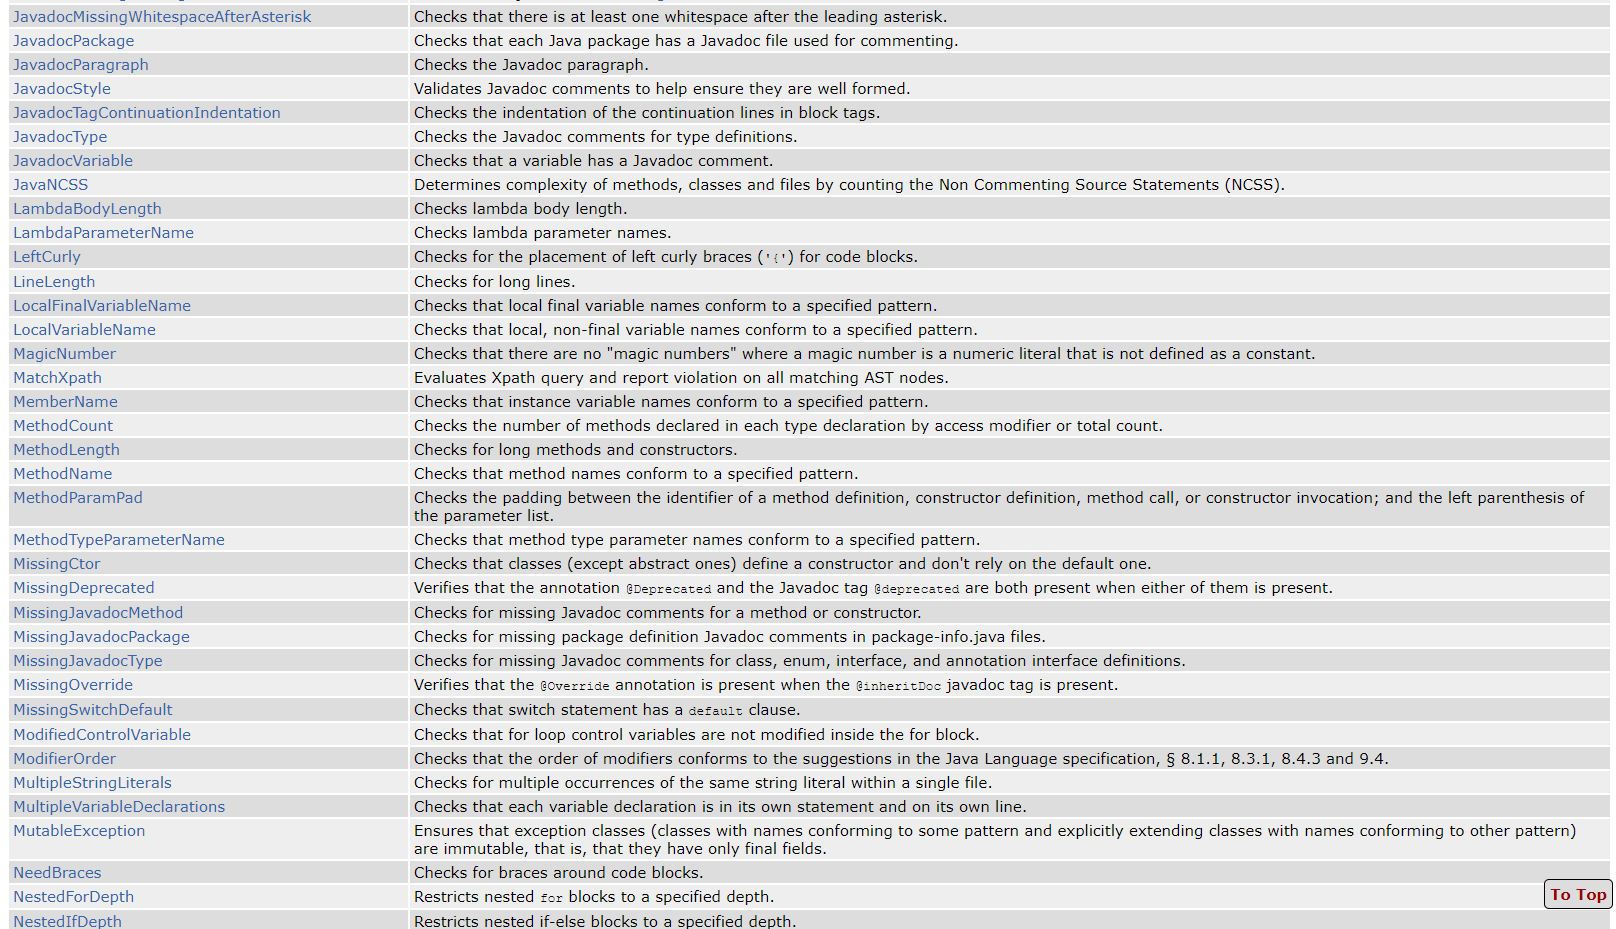 JavadocMissingWhitespaceAfterAsterisk Checks that there is at least one whitespace after the leading asterisk.
JavadocPackage Checks that each Java package has a Javadoc file used for commenting.
JavadocParagraph Checks the Javadoc paragraph.
JavadocStyle Validates Javadoc comments to help ensure they are well formed.
JavadocTagContinuationIndentation Checks the indentation of the continuation lines in block tags.
JavadocType Checks the Javadoc comments for type definitions.
JavadocVariable Checks that a variable has a Javadoc comment.
JavaNCSS Determines complexity of methods, classes and files by counting the Non Commenting Source Statements (NCSS).
LambdaBodyLength Checks lambda body length.
LambdaParameterName Checks lambda parameter names.
LeftCurly Checks for the placement of left curly braces ('{') for code blocks.
LineLength Checks for long lines.
LocalFinalVariableName Checks that local final variable names conform to a specified pattern.
LocalVariableName Checks that local, non-final variable names conform to a specified pattern.
MagicNumber Checks that there are no "magic numbers" where a magic number is a numeric literal that is not defined as a constant.
MatchXpath Evaluates Xpath query and report violation on all matching AST nodes.
MemberName Checks that instance variable names conform to a specified pattern.
MethodCount Checks the number of methods declared in each type declaration by access modifier or total count.
MethodLength Checks for long methods and constructors.
MethodName Checks that method names conform to a specified pattern.
MethodParamPad Checks the padding between the identifier of a method definition, constructor definition, method call, or constructor invocation; and the left parenthesis of
the parameter list.
MethodTypeParameterName Checks that method type parameter names conform to a specified pattern.
MissingCtor Checks that classes (except abstract ones) define a constructor and don't rely on the default one.
MissingDeprecated Verifies that the annotation @Deprecated and the Javadoc tag @deprecated are both present when either of them is present.
MissingJavadocMethod Checks for missing Javadoc comments for a method or constructor.
MissingJavadocPackage Checks for missing package definition Javadoc comments in package-info.java files.
MissingJavadocType Checks for missing Javadoc comments for class, enum, interface, and annotation interface definitions.
MissingOverride Verifies that the @Override annotation is present when the @inheritDoc javadoc tag is present.
MissingSwitchDefault Checks that switch statement has a default clause.
ModifiedControlVariable Checks that for loop control variables are not modified inside the for block.
ModifierOrder Checks that the order of modifiers conforms to the suggestions in the Java Language specification, § 8.1.1, 8.3.1, 8.4.3 and 9.4.
MultipleStringLiterals Checks for multiple occurrences of the same string literal within a single file.
MultipleVariableDeclarations Checks that each variable declaration is in its own statement and on its own line.
MutableException Ensures that exception classes (classes with names conforming to some pattern and explicitly extending classes with names conforming to other pattern)
are immutable, that is, that they have only final fields.
NeedBraces Checks for braces around code blocks.
NestedForDepth Restricts nested for blocks to a specified depth.
To Top
NestedIfDepth Restricts nested if-else blocks to a specified depth.